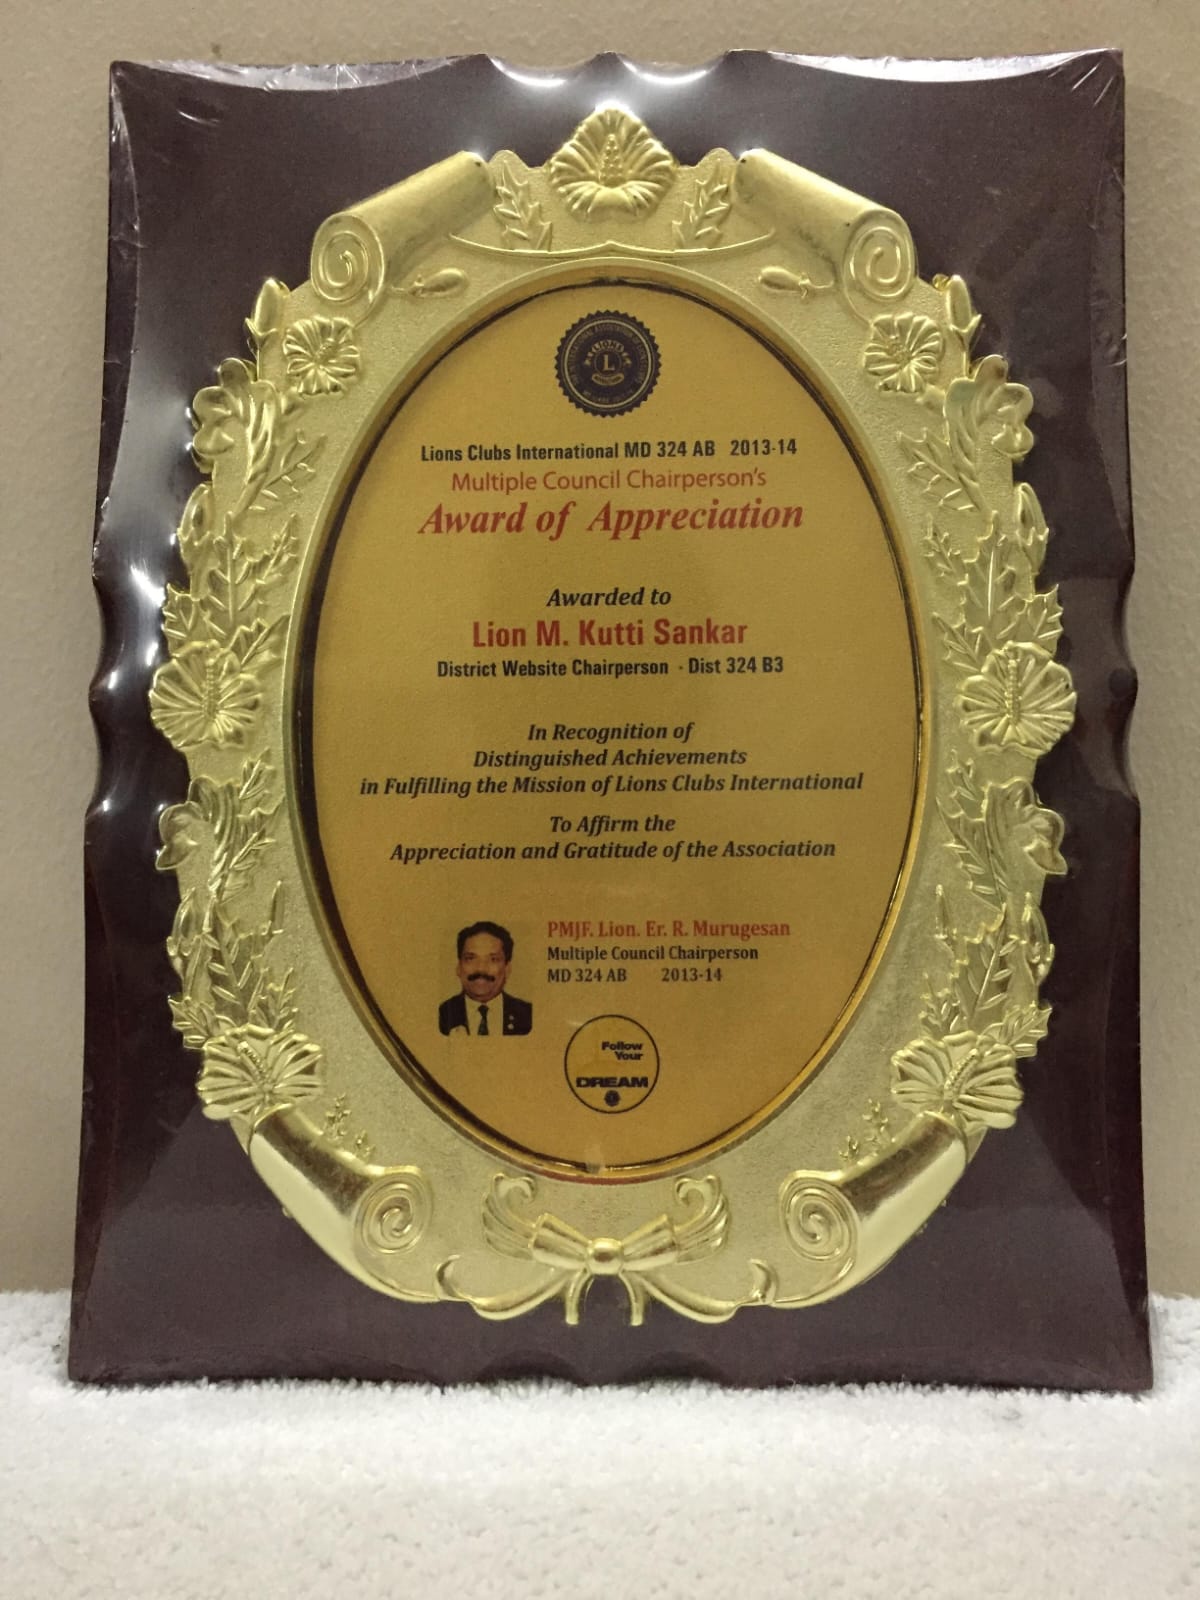 LIONS
L
Lions Clubs International MD 324 AB 2013-14
Multiple Council Chairperson's
Award of Appreciation
Awarded to
Lion M. Kutti Sankar
District Website Chairperson - Dist 324 B3
In Recognition of
Distinguished Achievements
in Fulfilling the Mission of Lions Clubs International
To Affirm the
Appreciation and Gratitude of the Association
PMJF. Lion. Er. R. Murugesan
Multiple Council Chairperson
MD 324 AB 2013-14
Follow
Your
DREAM